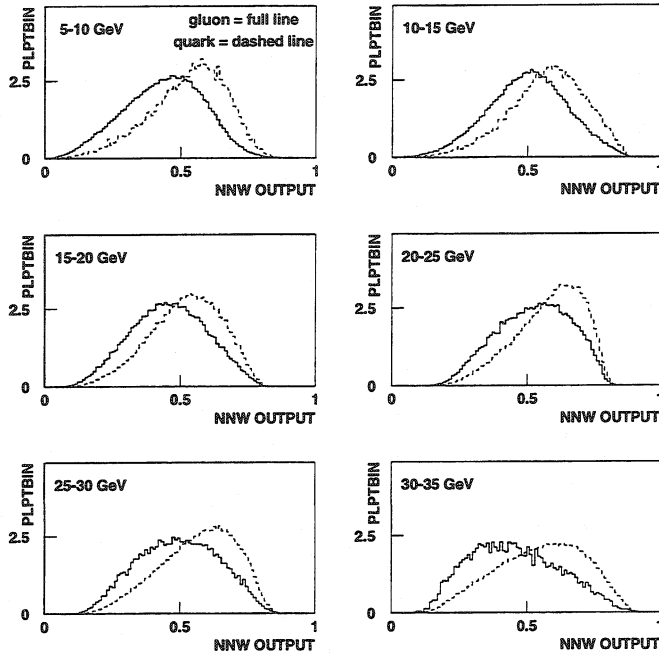 5-10 GeV
gluon = full line
quark = dashed line
PLPTBIN
2.5
0
0 0.5 1
NNW OUTPUT
10-15 GeV
PLPTBIN
2.5
0
0 0.5 1
NNW OUTPUT
15-20 GeV
PLPTBIN
2.5
0
0 0.5 1
NNW OUTPUT
20-25 GeV
PLPTBIN
2.5
0
0 0.5 1
NNW OUTPUT
25-30 GeV
PLPTBIN
2.5
0
0 0.5 1
NNW OUTPUT
30-35 GeV
PLPTBIN
2.5
0
0 0.5 1
NNW OUTPUT